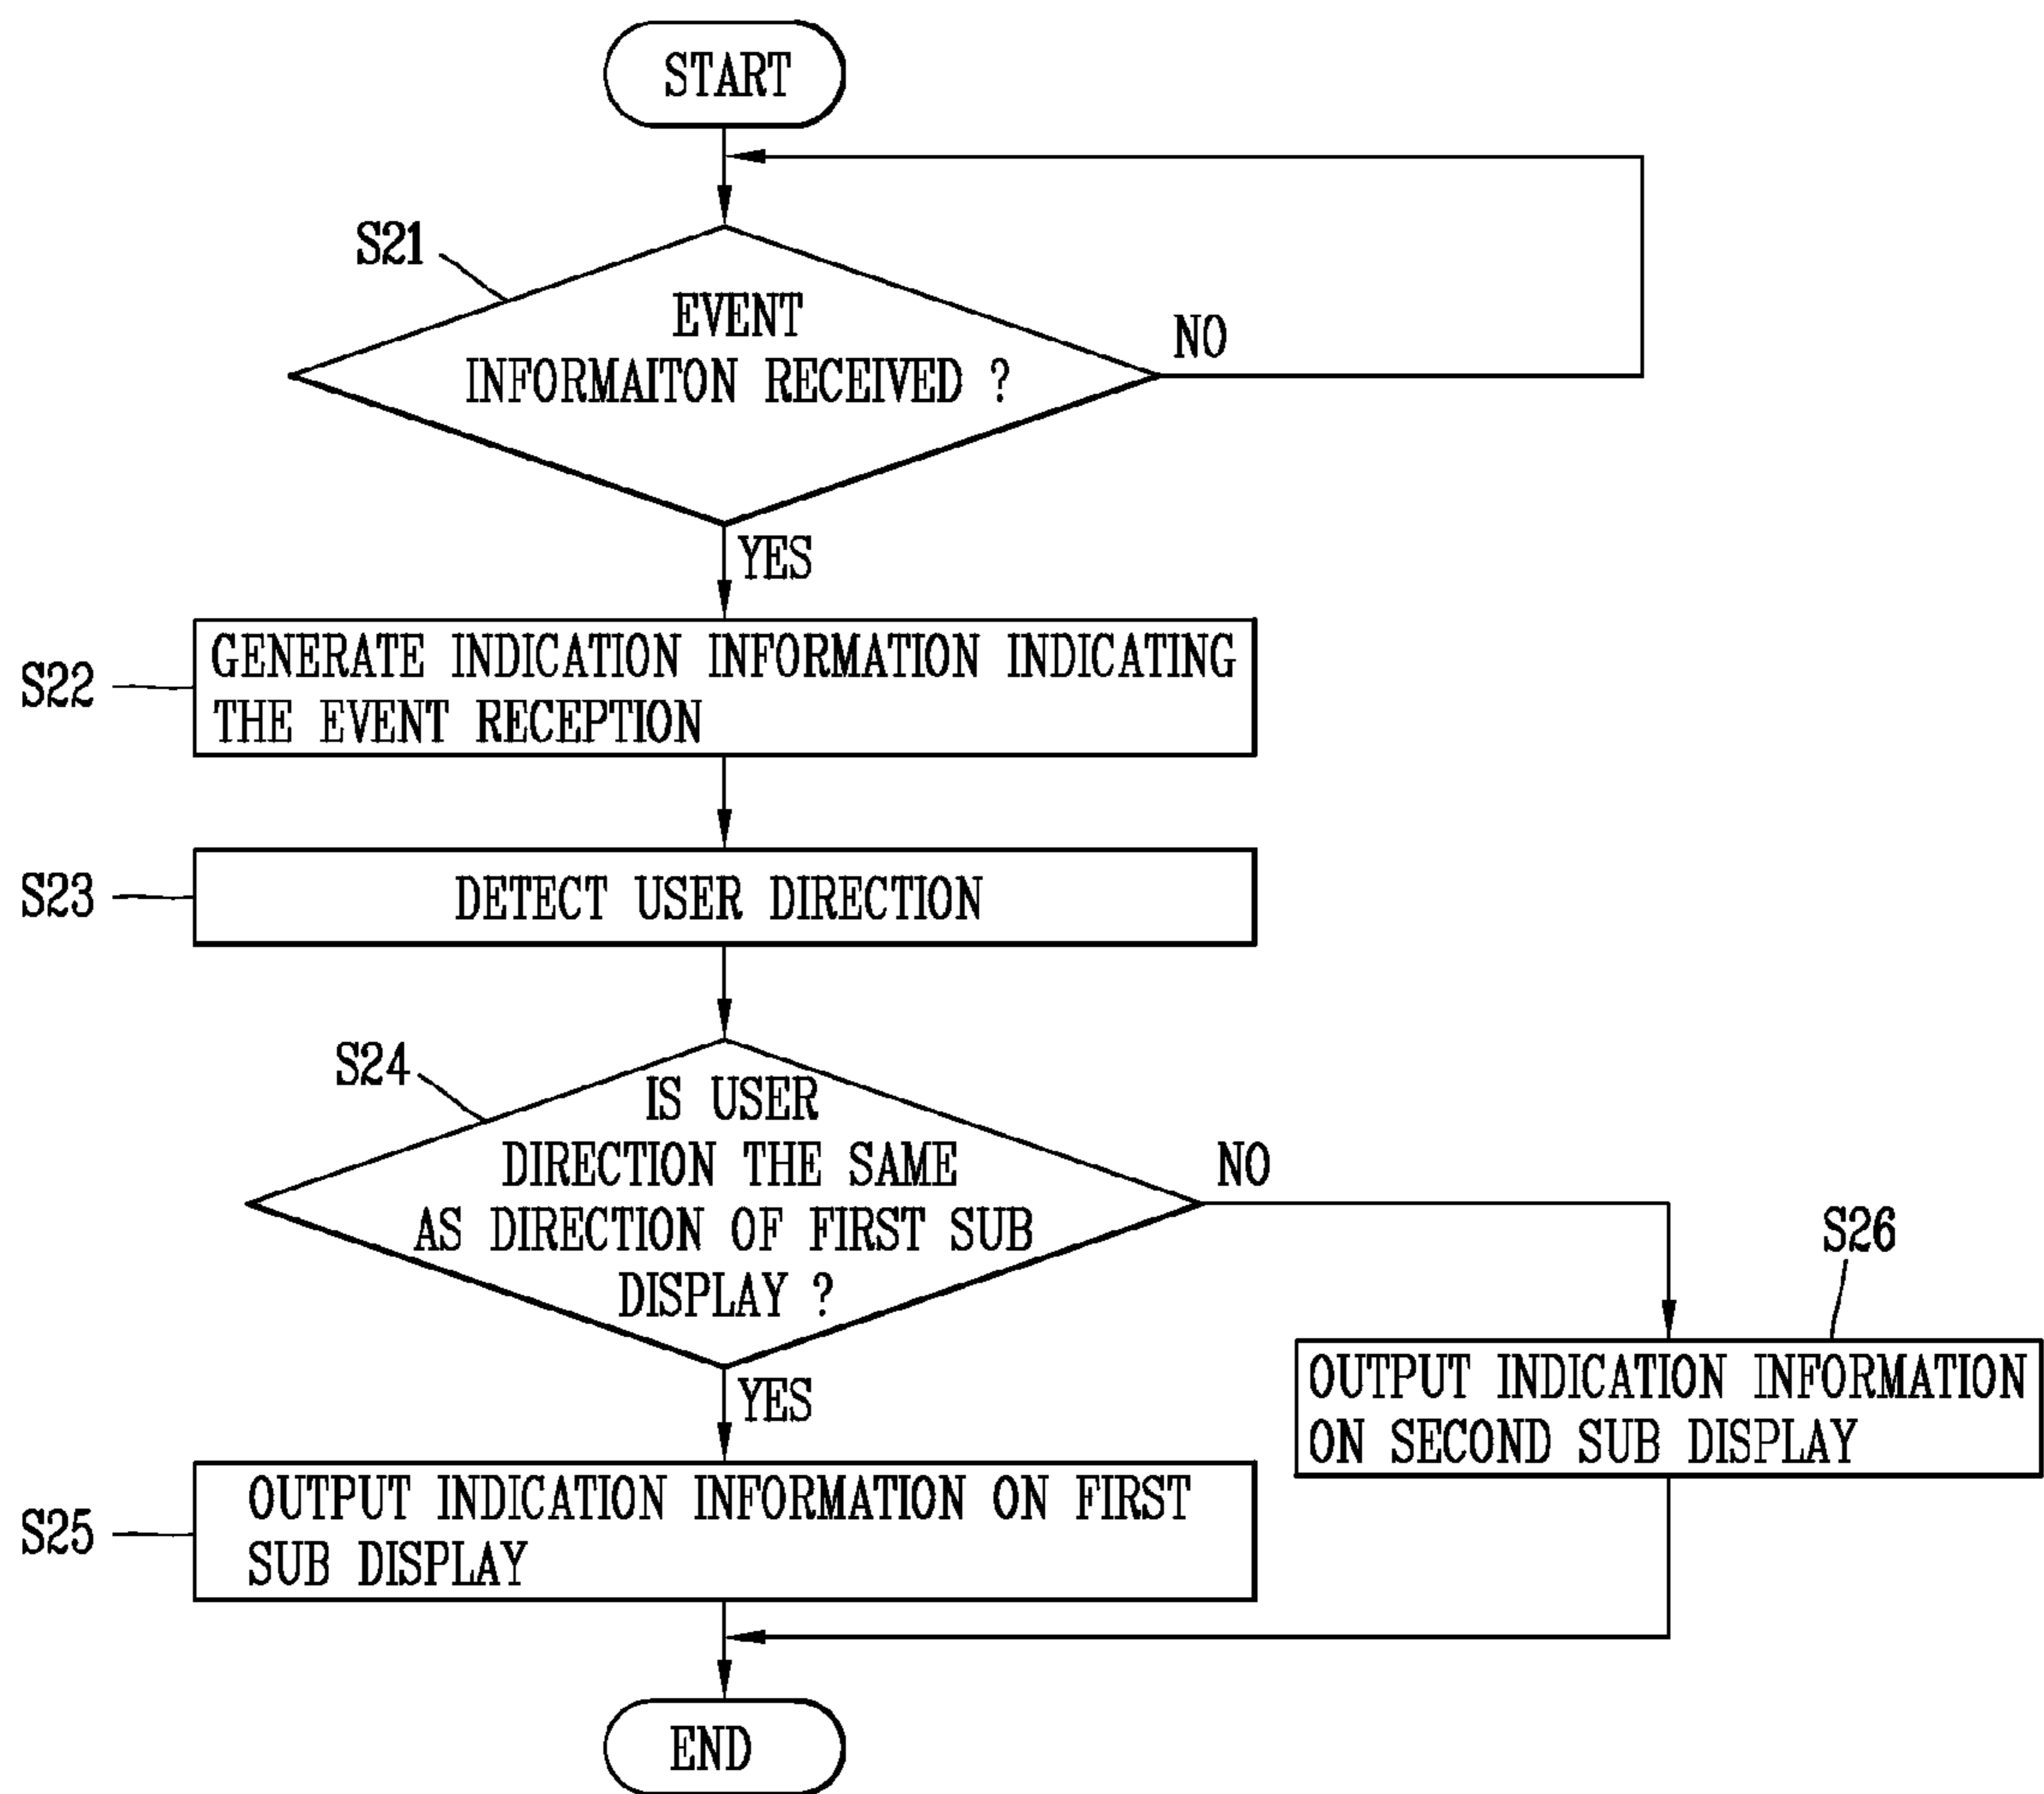 START
S21
EVENT
INFORMAITON RECEIVED ?
NO
YES
S22
GENERATE INDICATION INFORMATION INDICATING
THE EVENT RECEPTION
S23
DETECT USER DIRECTION
S24
IS USER
DIRECTION THE SAME
AS DIRECTION OF FIRST SUB
DISPLAY ?
NO
YES
S26
OUTPUT INDICATION INFORMATION
ON SECOND SUB DISPLAY
S25
OUTPUT INDICATION INFORMATION ON FIRST
SUB DISPLAY
END